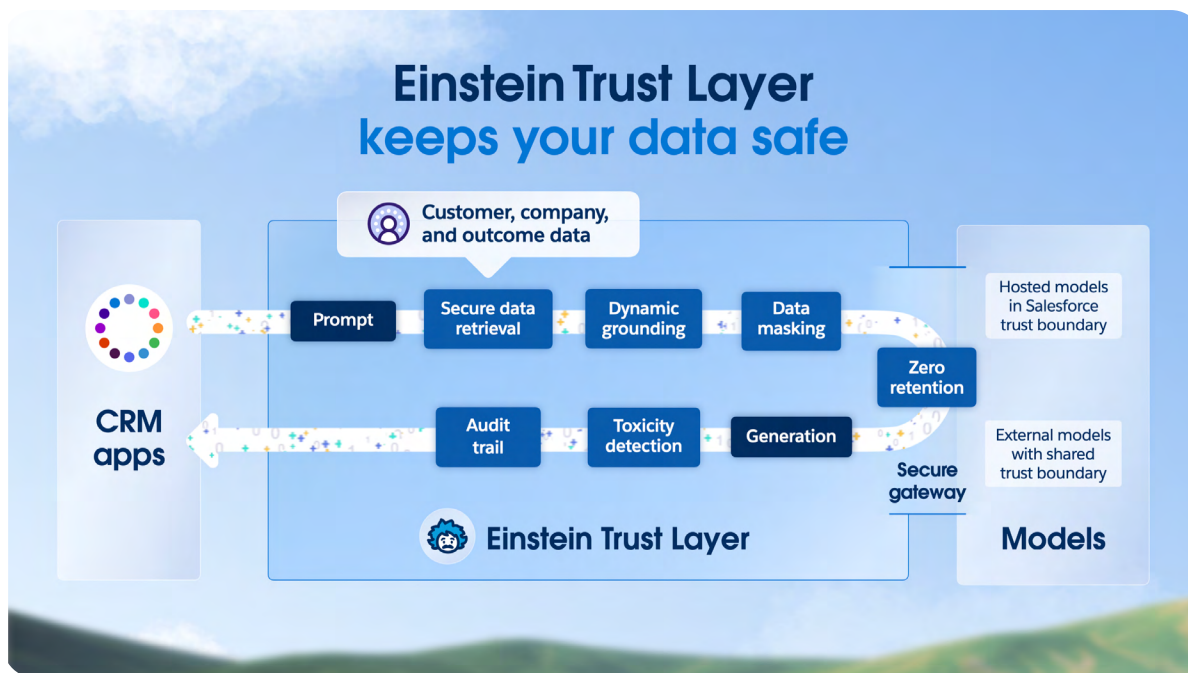 Einstein Trust Layer
keeps your data safe
Customer, company,
and outcome data
Prompt
Secure data
retrieval
Dynamic
grounding
Data
masking
Zero
retention
Generation
Toxicity
detection
Audit
trail
CRM
apps
Secure
gateway
Hosted models
in Salesforce
trust boundary
External models
with shared
trust boundary
Models
Einstein Trust Layer